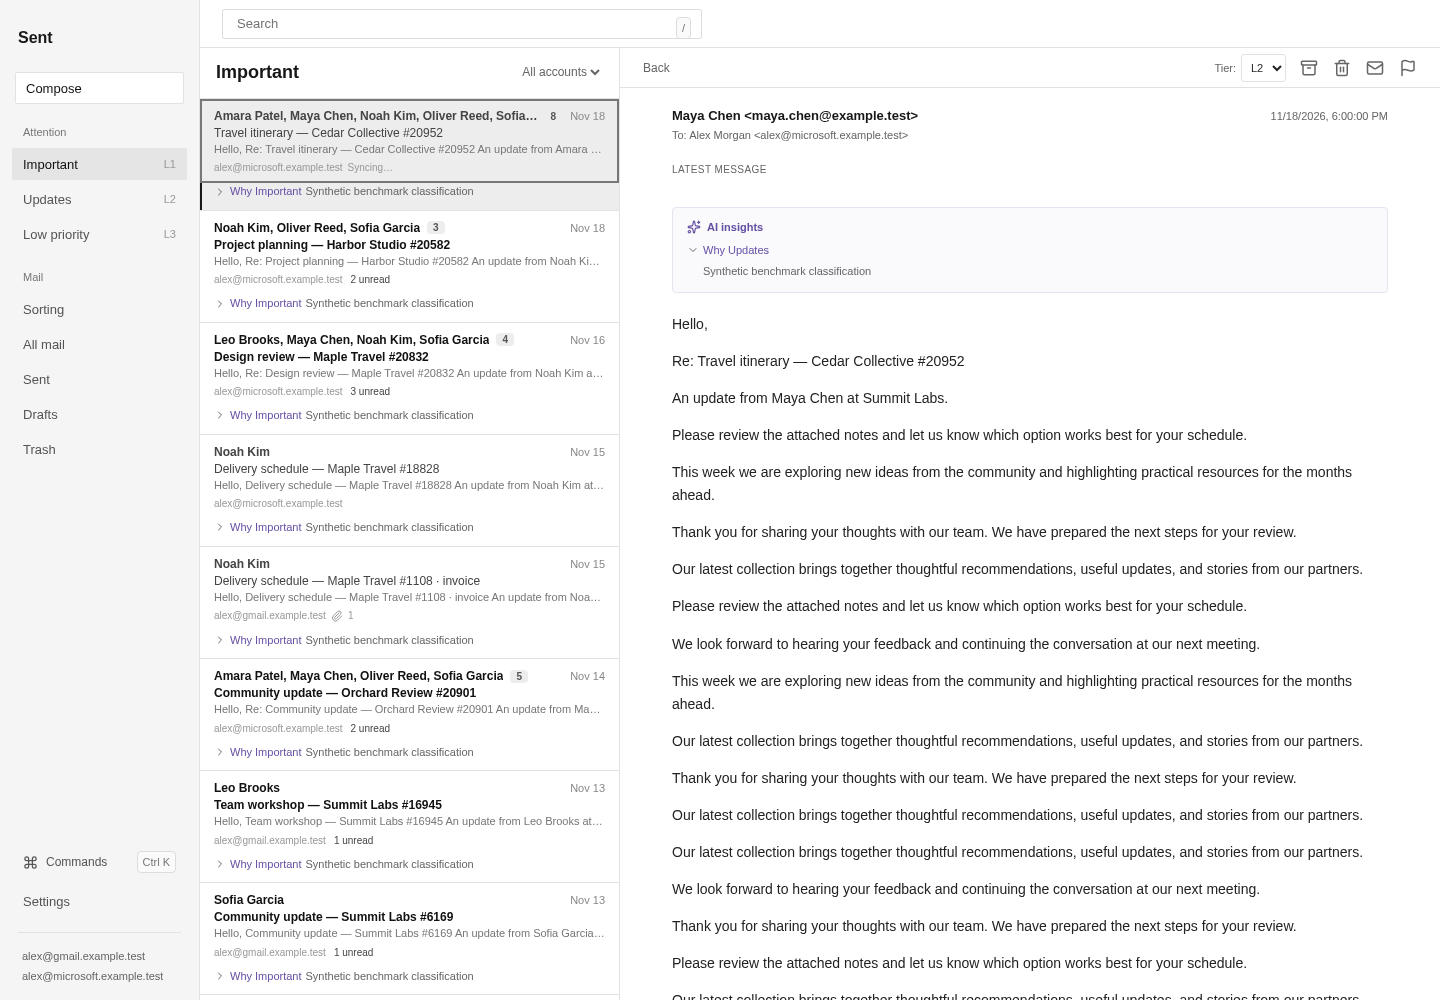 Sent
Compose
Attention
Important L1
Updates L2
Low priority L3
Mail
Sorting
All mail
Sent
Drafts
Trash
Commands Ctrl K
Settings
alex@gmail.example.test
alex@microsoft.example.test
Search /
Important All accounts
Amara Patel, Maya Chen, Noah Kim, Oliver Reed, Sofia… 8 Nov 18
Travel itinerary — Cedar Collective #20952
Hello, Re: Travel itinerary — Cedar Collective #20952 An update from Amara …
alex@microsoft.example.test Syncing…
Why Important Synthetic benchmark classification
Noah Kim, Oliver Reed, Sofia Garcia 3 Nov 18
Project planning — Harbor Studio #20582
Hello, Re: Project planning — Harbor Studio #20582 An update from Noah Ki…
alex@microsoft.example.test 2 unread
Why Important Synthetic benchmark classification
Leo Brooks, Maya Chen, Noah Kim, Sofia Garcia 4 Nov 16
Design review — Maple Travel #20832
Hello, Re: Design review — Maple Travel #20832 An update from Noah Kim a…
alex@microsoft.example.test 3 unread
Why Important Synthetic benchmark classification
Noah Kim Nov 15
Delivery schedule — Maple Travel #18828
Hello, Delivery schedule — Maple Travel #18828 An update from Noah Kim at…
alex@microsoft.example.test
Why Important Synthetic benchmark classification
Noah Kim Nov 15
Delivery schedule — Maple Travel #1108 · invoice
Hello, Delivery schedule — Maple Travel #1108 · invoice An update from Noa…
alex@gmail.example.test 1
Why Important Synthetic benchmark classification
Amara Patel, Maya Chen, Oliver Reed, Sofia Garcia 5 Nov 14
Community update — Orchard Review #20901
Hello, Re: Community update — Orchard Review #20901 An update from Ma…
alex@microsoft.example.test 2 unread
Why Important Synthetic benchmark classification
Leo Brooks Nov 13
Team workshop — Summit Labs #16945
Hello, Team workshop — Summit Labs #16945 An update from Leo Brooks at…
alex@gmail.example.test 1 unread
Why Important Synthetic benchmark classification
Sofia Garcia Nov 13
Community update — Summit Labs #6169
Hello, Community update — Summit Labs #6169 An update from Sofia Garcia…
alex@gmail.example.test 1 unread
Why Important Synthetic benchmark classification
Back Tier: L2
Maya Chen <maya.chen@example.test> 11/18/2026, 6:00:00 PM
To: Alex Morgan <alex@microsoft.example.test>
LATEST MESSAGE
AI insights
Why Updates
Synthetic benchmark classification
Hello,
Re: Travel itinerary — Cedar Collective #20952
An update from Maya Chen at Summit Labs.
Please review the attached notes and let us know which option works best for your schedule.
This week we are exploring new ideas from the community and highlighting practical resources for the months
ahead.
Thank you for sharing your thoughts with our team. We have prepared the next steps for your review.
Our latest collection brings together thoughtful recommendations, useful updates, and stories from our partners.
Please review the attached notes and let us know which option works best for your schedule.
We look forward to hearing your feedback and continuing the conversation at our next meeting.
This week we are exploring new ideas from the community and highlighting practical resources for the months
ahead.
Our latest collection brings together thoughtful recommendations, useful updates, and stories from our partners.
Thank you for sharing your thoughts with our team. We have prepared the next steps for your review.
Our latest collection brings together thoughtful recommendations, useful updates, and stories from our partners.
Our latest collection brings together thoughtful recommendations, useful updates, and stories from our partners.
We look forward to hearing your feedback and continuing the conversation at our next meeting.
Thank you for sharing your thoughts with our team. We have prepared the next steps for your review.
Please review the attached notes and let us know which option works best for your schedule.
Our latest collection brings together thoughtful recommendations, useful updates, and stories from our partners.